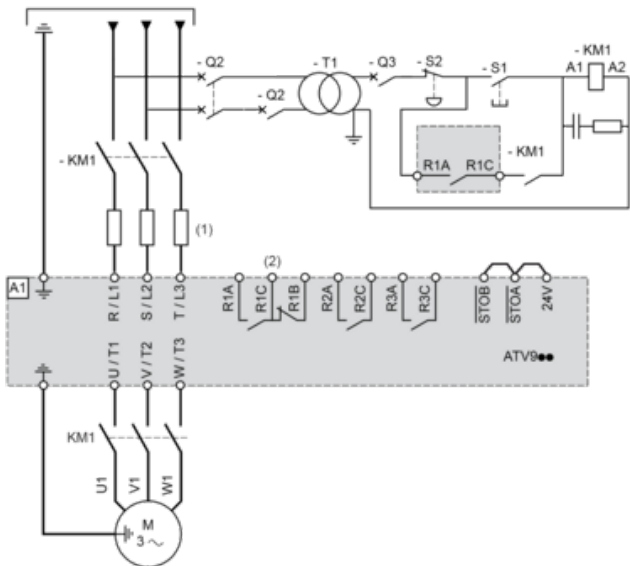 - Q2
- T1
- Q3
- S2
- S1
- KM1
A1
A2
- Q2
- KM1
R1A
R1C
- KM1
(1)
(2)
A1
R / L1
S / L2
T / L3
R1A
R1C
R1B
R2A
R2C
R3A
R3C
STOB
STOA
24V
U / T1
V / T2
W / T3
ATV9●●
KM1
U1
V1
W1
M
3 ~